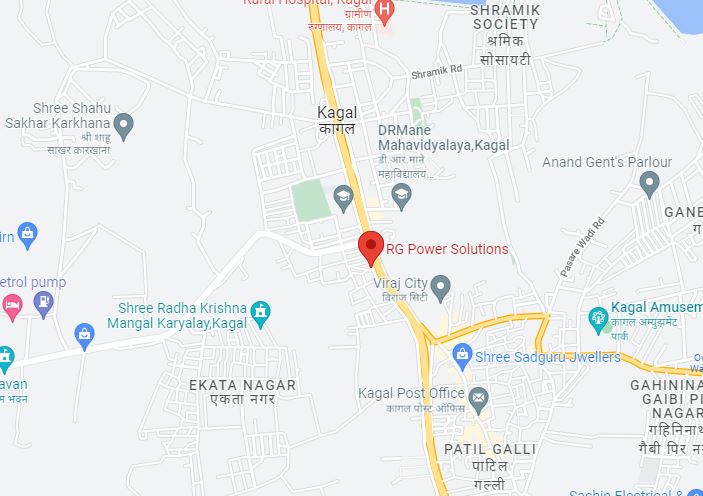 Rural Hospital, Kagal
ग्रामीण
रुग्णालय, कागल
SHRAMIK
SOCIETY
श्रमिक
सोसायटी
Shramik Rd
Shree Shahu
Sakhar Karkhana
श्री शाहू
साखर कारखाना
Kagal
कागल
DRMane
Mahavidyalaya,Kagal
डी.आर माने
महाविद्यालय...
Anand Gent's Parlour
GANE
ग
Pasare Wadi Rd
irn
RG Power Solutions
etrol pump
Viraj City
विराज सिटी
Shree Radha Krishna
Mangal Karyalay,Kagal
Kagal Amusem
कागल अम्युझमेंट
पार्क
Shree Sadguru Jwellers
avan
म भवन
EKATA NAGAR
एकता नगर
Kagal Post Office
कागल पोस्ट ऑफिस
GAHININA
GAIBI PI
NAGAR
गहिनिनाथ
गैबी पिर न
PATIL GALLI
पाटिल
गल्ली
Sachin Electrical &